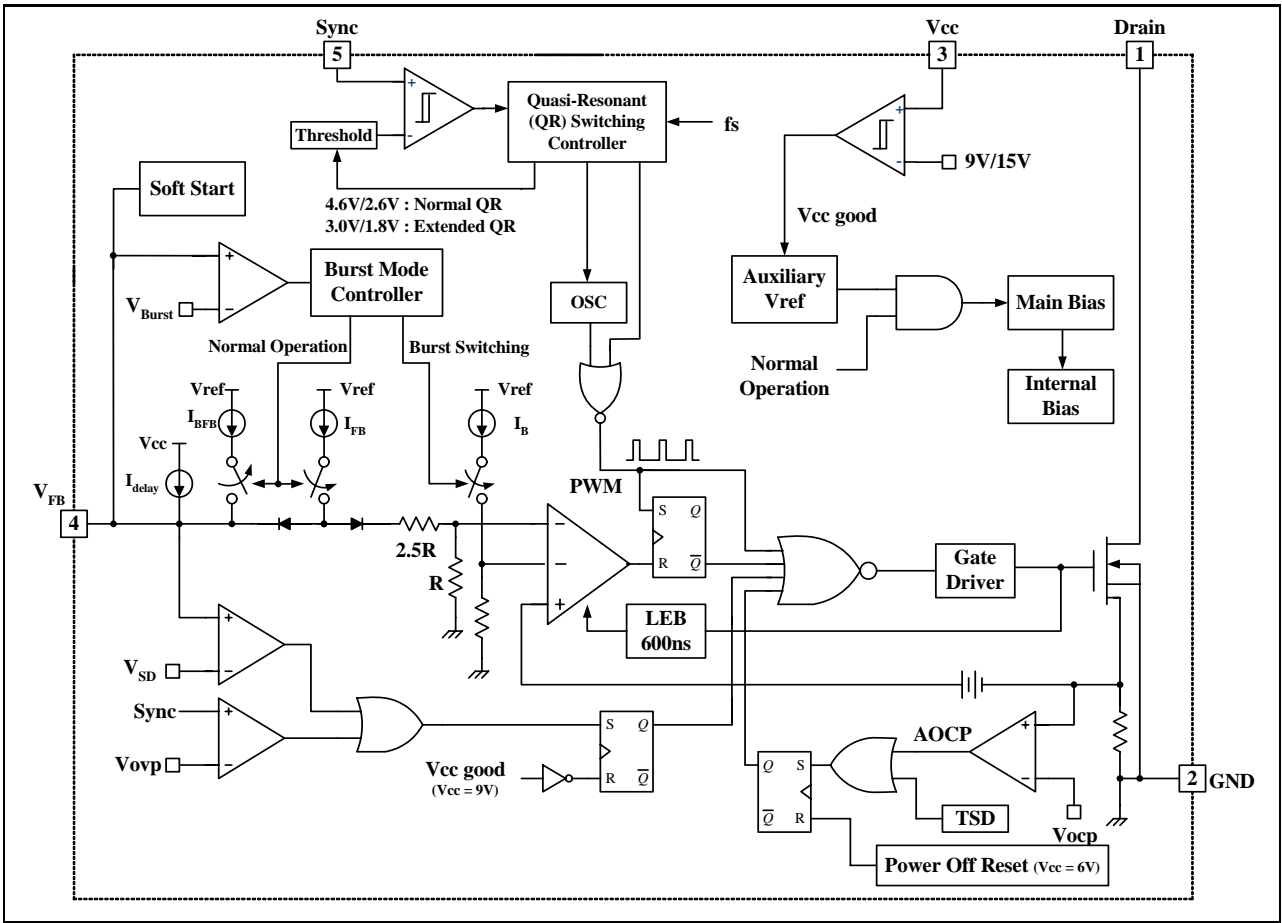 Sync
5
Vcc
3
Drain
1
+
-
Threshold
Quasi-Resonant
(QR) Switching
Controller
fs
+
-
9V/15V
Soft Start
4.6V/2.6V : Normal QR
3.0V/1.8V : Extended QR
Vcc good
+
−
V_Burst
Burst Mode
Controller
OSC
Auxiliary
Vref
Main Bias
Normal Operation
Burst Switching
Normal
Operation
Internal
Bias
Vref
I_BFB
Vref
I_FB
Vref
I_B
Vcc
I_delay
V_FB
4
PWM
2.5R
R
−
−
+
S
Q
R
Q̅
Gate
Driver
LEB
600ns
+
−
V_SD
Sync
+
−
Vovp
S
Q
R
Q̅
Vcc good
(Vcc = 9V)
AOCP
+
−
Q
S
Q̅
R
TSD
Vocp
2
GND
Power Off Reset (Vcc = 6V)